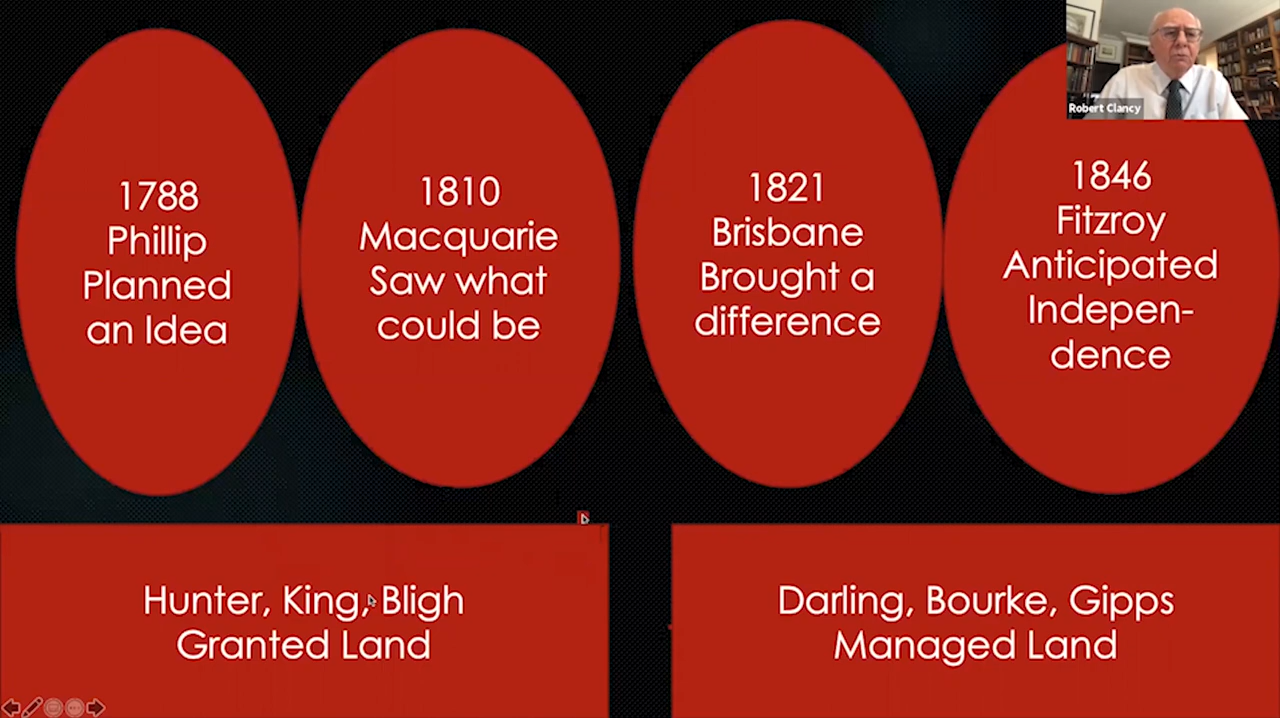 Robert Clancy
1788
Phillip
Planned
an Idea
1810
Macquarie
Saw what
could be
1821
Brisbane
Brought a
difference
1846
Fitzroy
Anticipated
Indepen-
dence
Hunter, King, Bligh
Granted Land
Darling, Bourke, Gipps
Managed Land